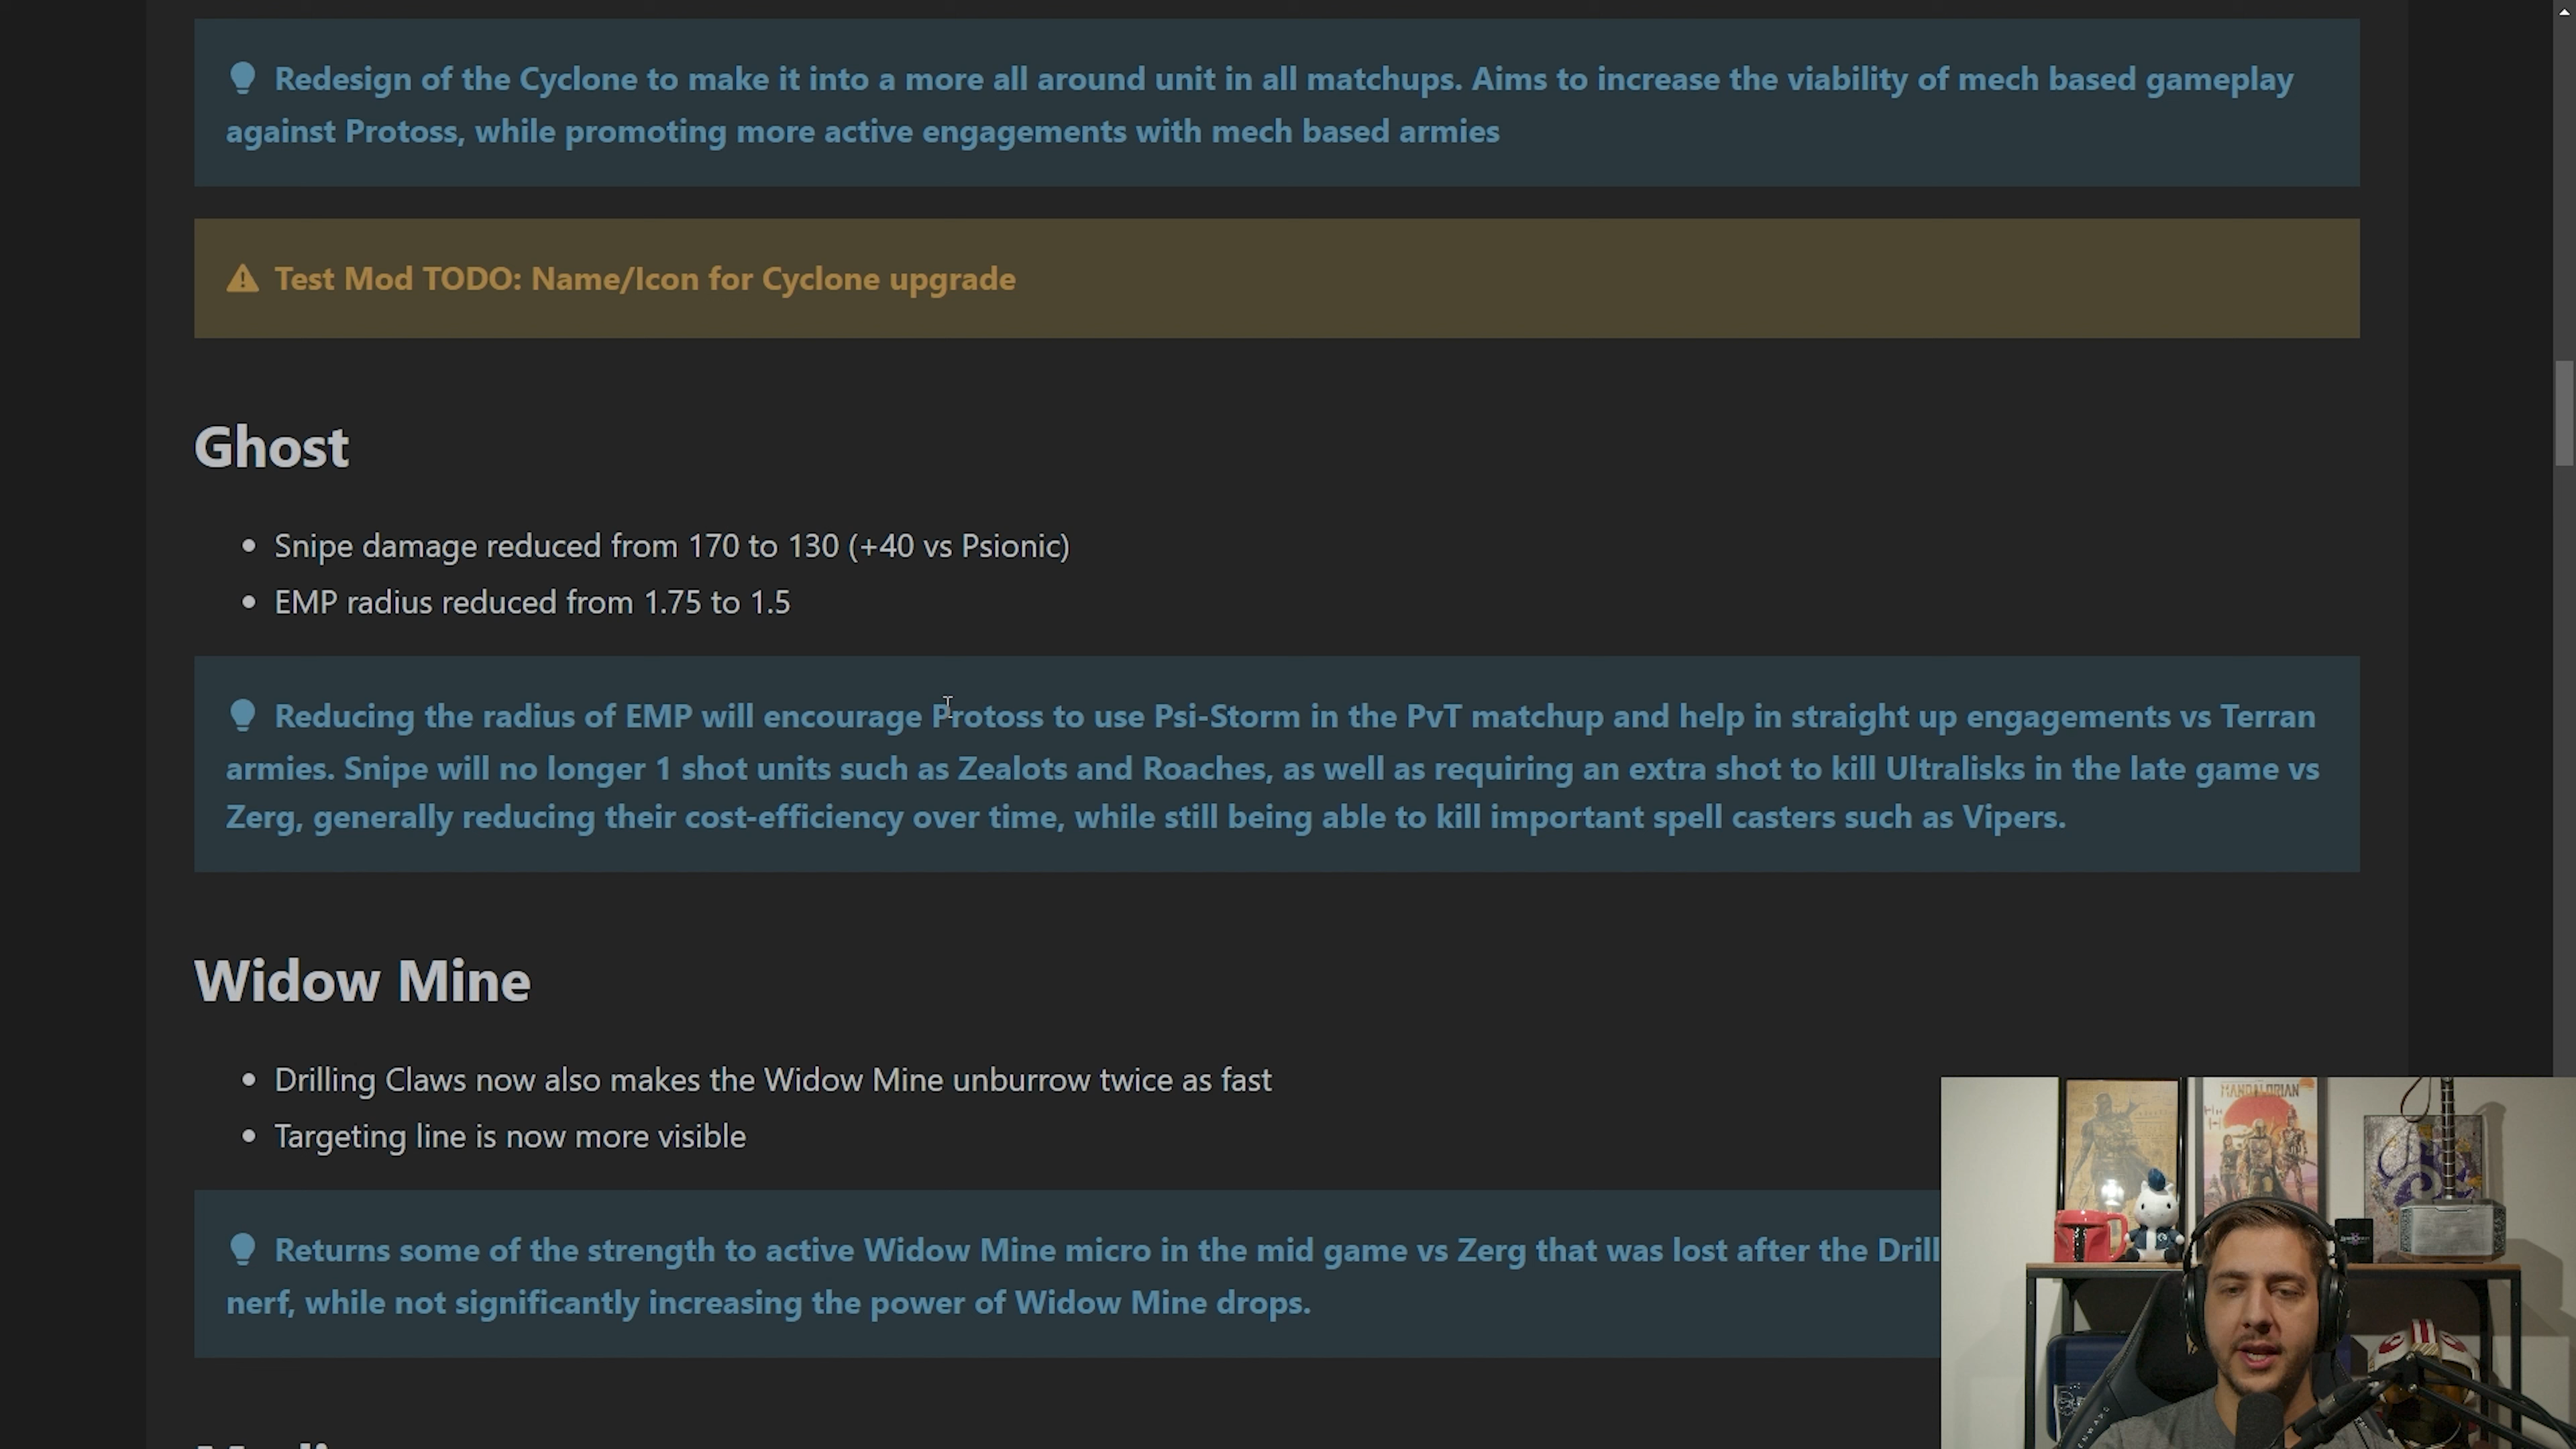 Redesign of the Cyclone to make it into a more all around unit in all matchups. Aims to increase the viability of mech based gameplay
against Protoss, while promoting more active engagements with mech based armies
Test Mod TODO: Name/Icon for Cyclone upgrade
Ghost
• Snipe damage reduced from 170 to 130 (+40 vs Psionic)
• EMP radius reduced from 1.75 to 1.5
Reducing the radius of EMP will encourage Protoss to use Psi-Storm in the PvT matchup and help in straight up engagements vs Terran
armies. Snipe will no longer 1 shot units such as Zealots and Roaches, as well as requiring an extra shot to kill Ultralisks in the late game vs
Zerg, generally reducing their cost-efficiency over time, while still being able to kill important spell casters such as Vipers.
Widow Mine
• Drilling Claws now also makes the Widow Mine unburrow twice as fast
• Targeting line is now more visible
Returns some of the strength to active Widow Mine micro in the mid game vs Zerg that was lost after the Drill
nerf, while not significantly increasing the power of Widow Mine drops.
MANDALORIAN